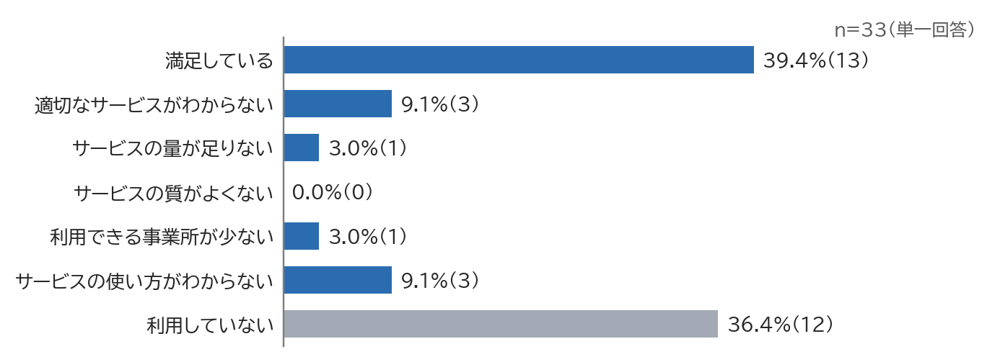 n=33(単一回答)
満足している 39.4%(13)
適切なサービスがわからない 9.1%(3)
サービスの量が足りない 3.0%(1)
サービスの質がよくない 0.0%(0)
利用できる事業所が少ない 3.0%(1)
サービスの使い方がわからない 9.1%(3)
利用していない 36.4%(12)